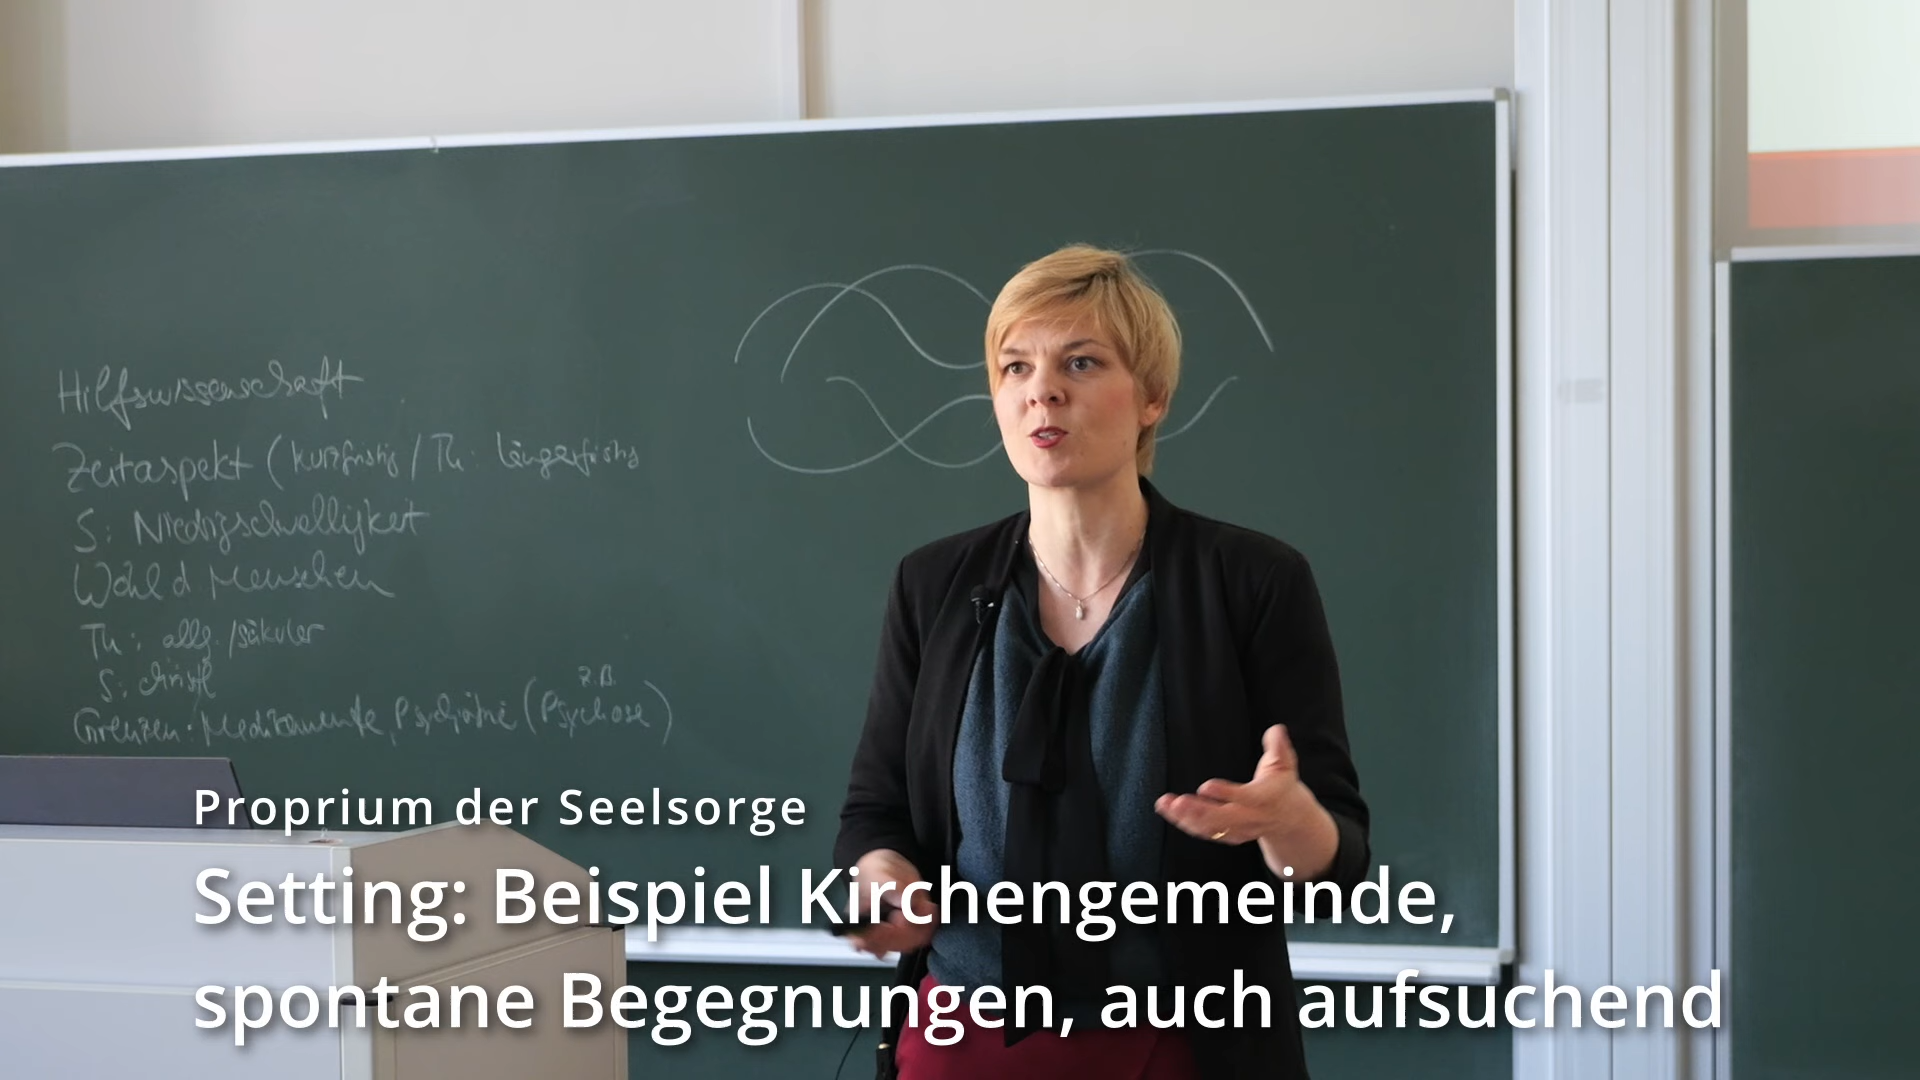 Hilfswissenschaft
Zeitaspekt (kurzfristig / Th: längerfristig
S: Niedrigschwelligkeit
Wohl d Menschen
Th: allg. /säkular
S: christl
z.B.
Grenzen: Medikamente, Psychiatrie (Psychose)
Proprium der Seelsorge
Setting: Beispiel Kirchengemeinde,
spontane Begegnungen, auch aufsuchend